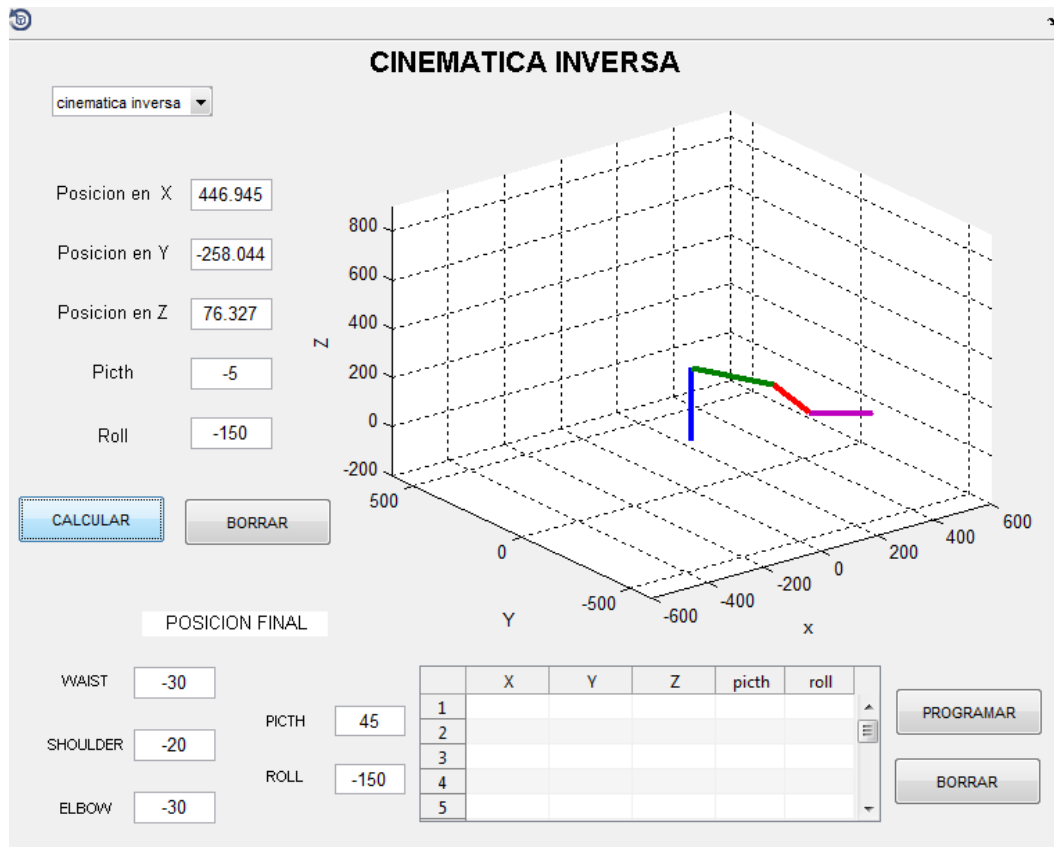 CINEMATICA INVERSA
cinematica inversa
Posicion en X 446.945
Posicion en Y -258.044
Posicion en Z 76.327
Picth -5
Roll -150
CALCULAR BORRAR
800
600
400
200
0
-200
Z
500
0
-500
Y
-600
-400
-200
0
200
400
600
x
POSICION FINAL
WAIST -30
SHOULDER -20
ELBOW -30
PICTH 45
ROLL -150
X Y Z picth roll
1
2
3
4
5
PROGRAMAR
BORRAR